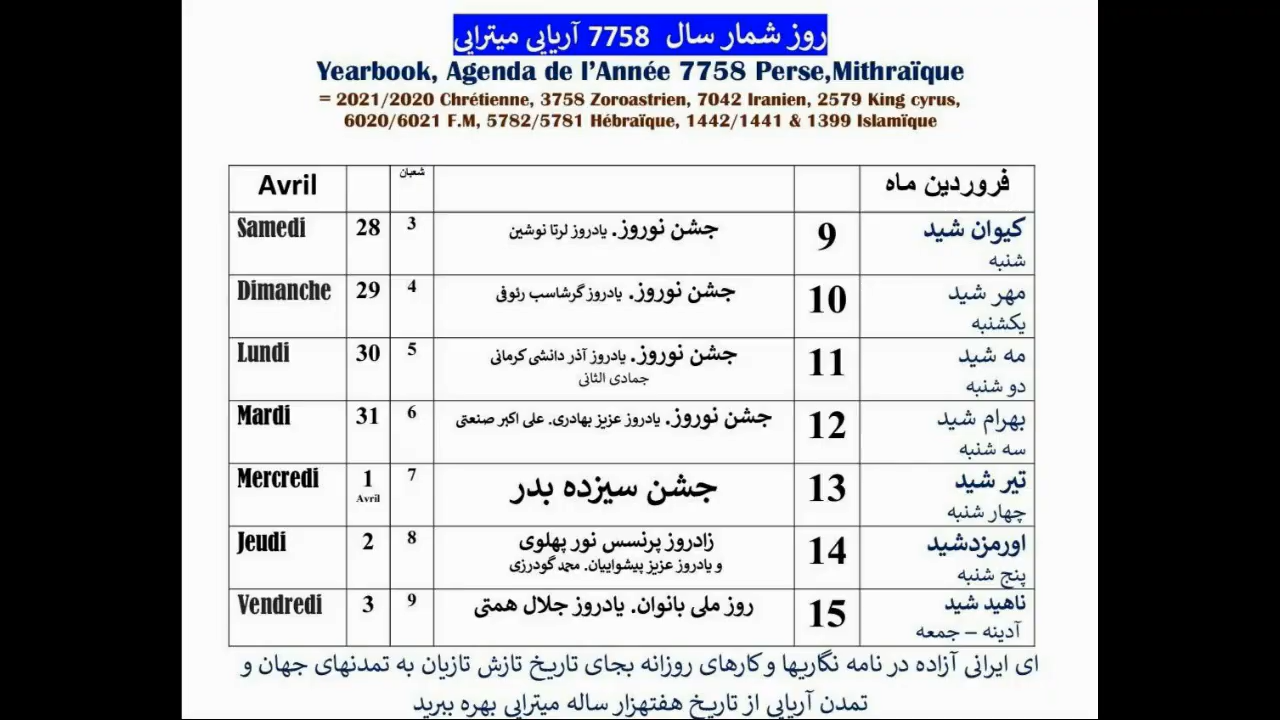 روز شمار سال 7758 آریایی میترایی
Yearbook, Agenda de l'Année 7758 Perse,Mithraïque
= 2021/2020 Chrétienne, 3758 Zoroastrien, 7042 Iranien, 2579 King cyrus,
6020/6021 F.M, 5782/5781 Hébraïque, 1442/1441 & 1399 Islamïque
Avril شعبان فروردین ماه
Samedi 28 3 جشن نوروز. یادروز لرتا نوشین 9 کیوان شید
شنبه
Dimanche 29 4 جشن نوروز. یادروز گرشاسب رئوفی 10 مهر شید
یکشنبه
Lundi 30 5 جشن نوروز. یادروز آذر دانشی کرمانی 11 مه شید
جمادی الثانی دو شنبه
Mardi 31 6 جشن نوروز. یادروز عزیز بهادری. علی اکبر صنعتی 12 بهرام شید
سه شنبه
Mercredi 1 7 جشن سیزده بدر 13 تیر شید
Avril چهار شنبه
Jeudi 2 8 زادروز پرنسس نور پهلوی 14 اورمزدشید
و یادروز عزیز پیشواییان. محمد گودرزی پنج شنبه
Vendredi 3 9 روز ملی بانوان. یادروز جلال همتی 15 ناهید شید
آدینه – جمعه
ای ایرانی آزاده در نامه نگاریها و کارهای روزانه بجای تاریخ تازش تازیان به تمدنهای جهان و
تمدن آریایی از تاریخ هفتهزار ساله میترایی بهره ببرید